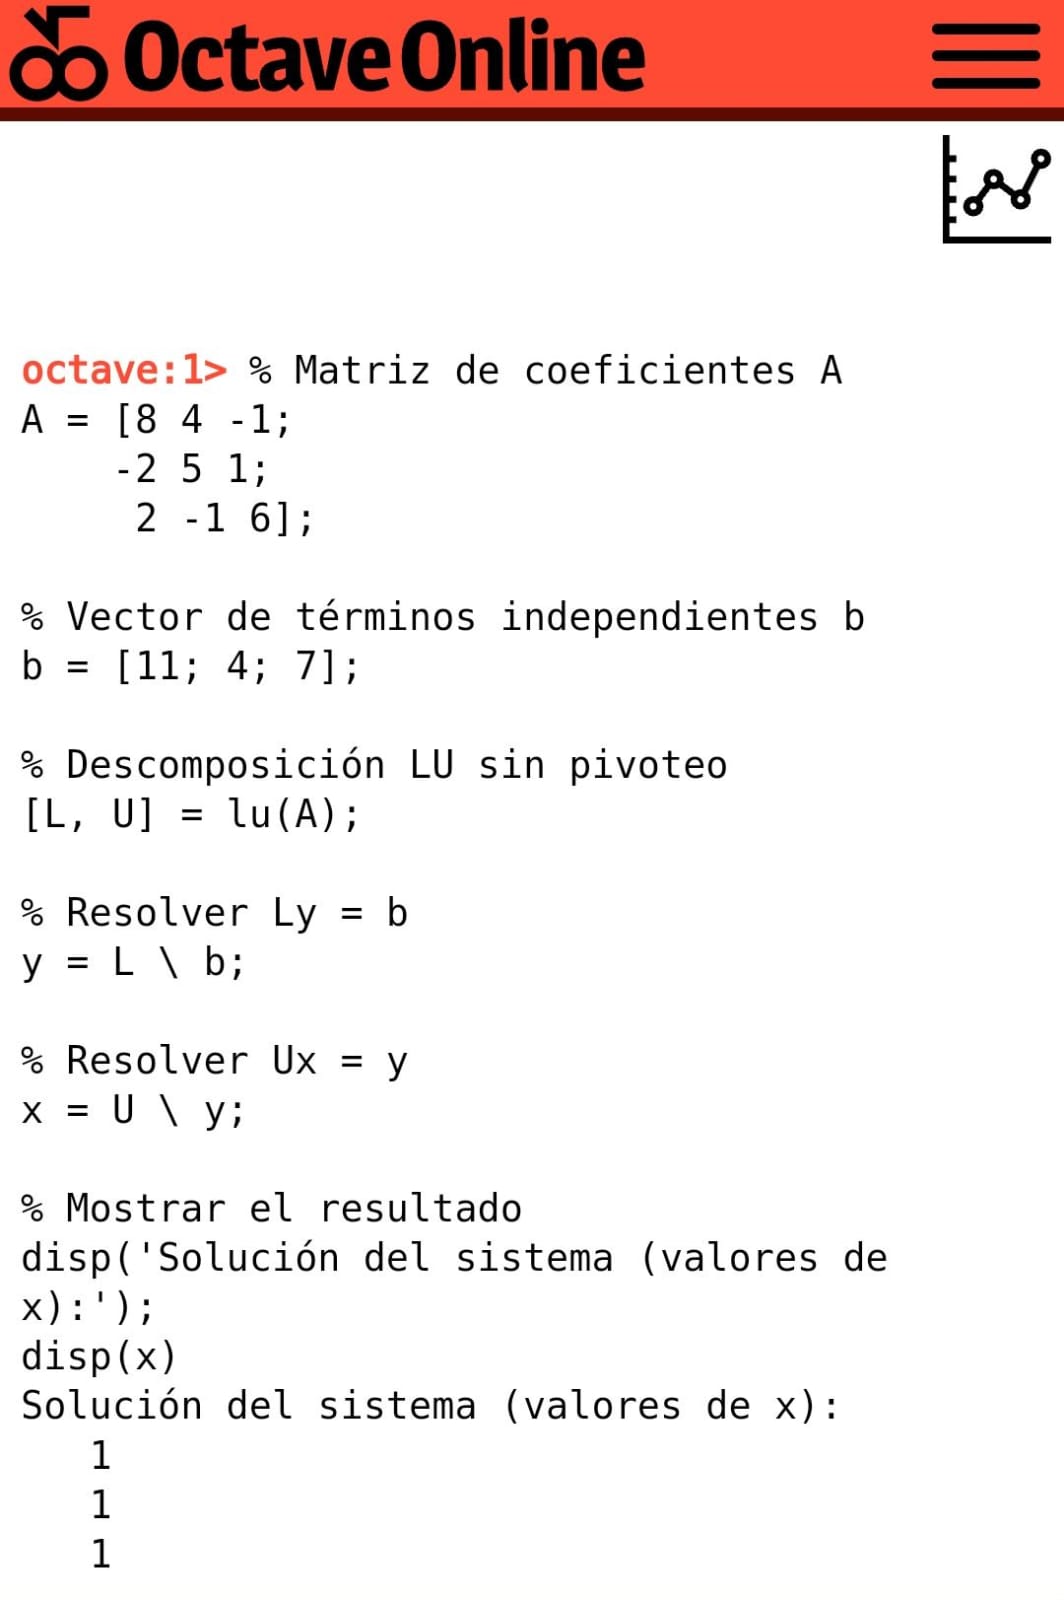 Octave Online
octave:1> % Matriz de coeficientes A
A = [8 4 -1;
    -2 5 1;
     2 -1 6];
% Vector de términos independientes b
b = [11; 4; 7];
% Descomposición LU sin pivoteo
[L, U] = lu(A);
% Resolver Ly = b
y = L \ b;
% Resolver Ux = y
x = U \ y;
% Mostrar el resultado
disp('Solución del sistema (valores de
x):');
disp(x)
Solución del sistema (valores de x):
   1
   1
   1